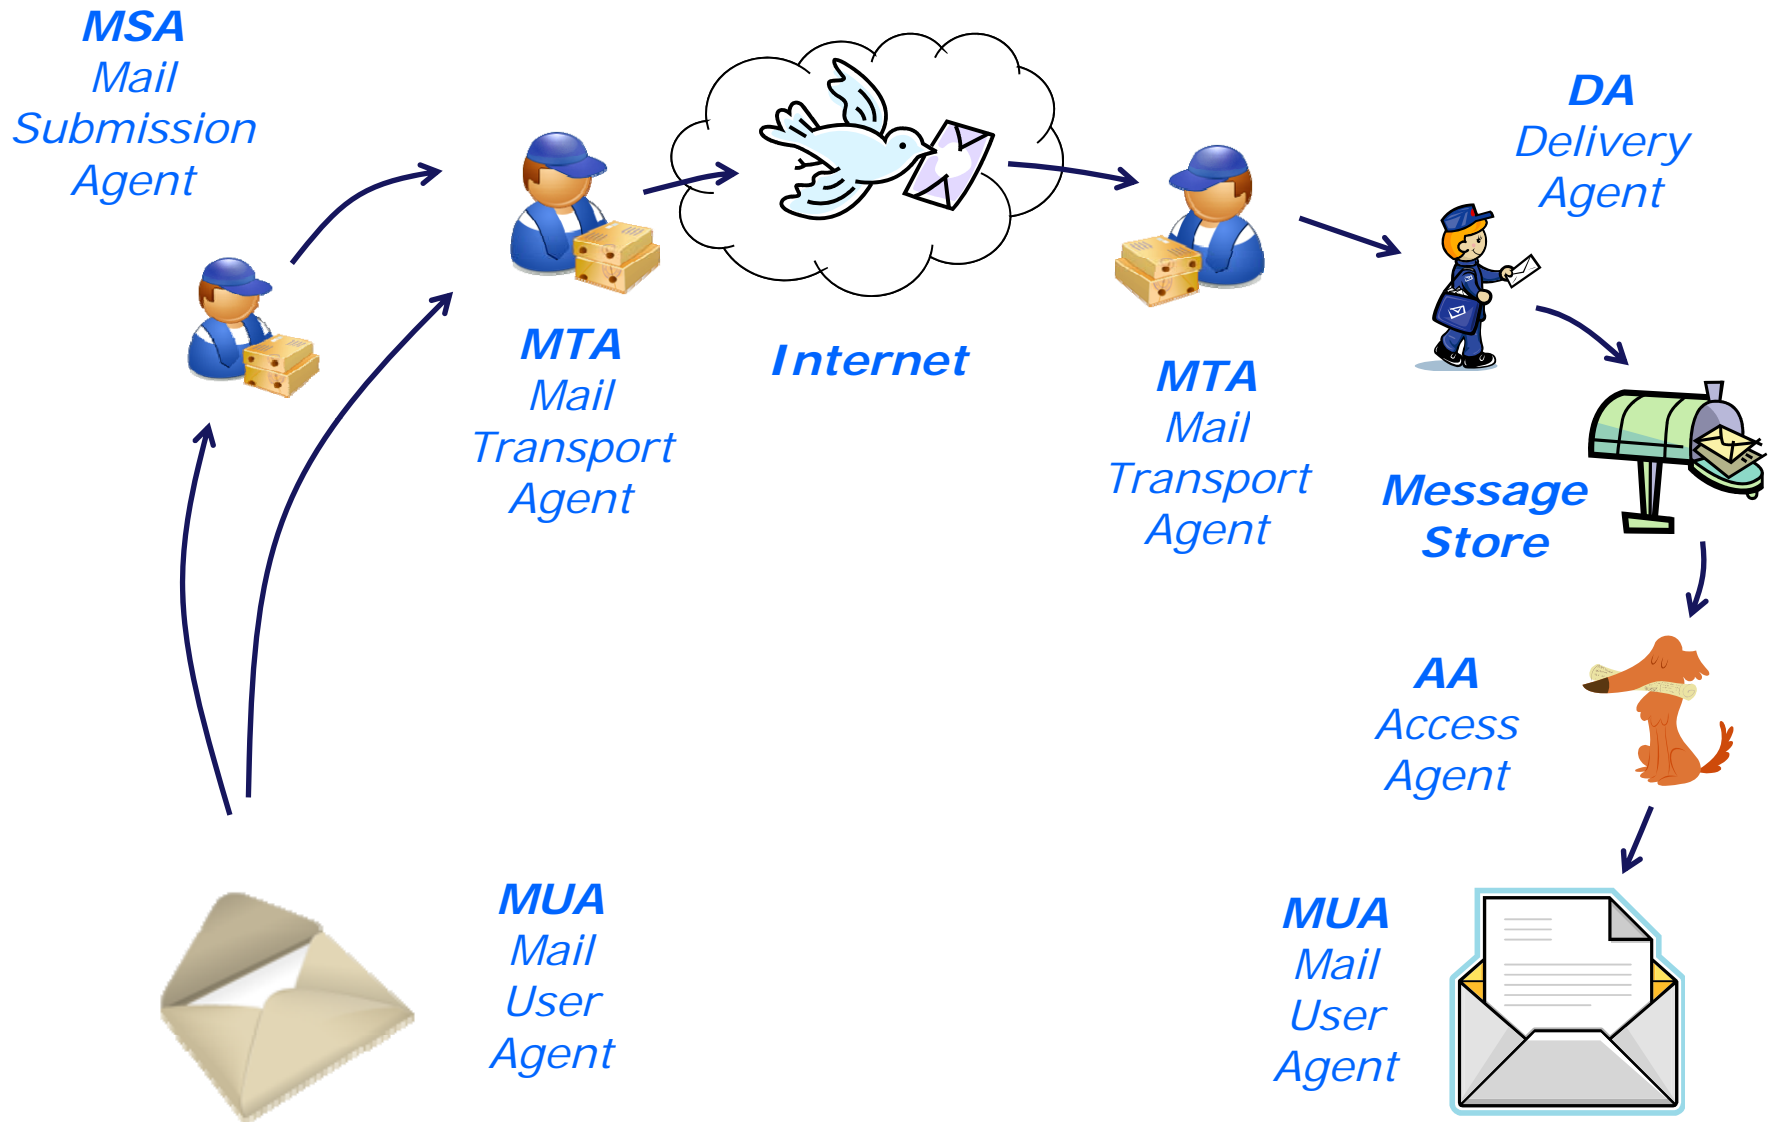 MSA
Mail
Submission
Agent
MTA
Mail
Transport
Agent
Internet
MTA
Mail
Transport
Agent
DA
Delivery
Agent
Message
Store
AA
Access
Agent
MUA
Mail
User
Agent
MUA
Mail
User
Agent